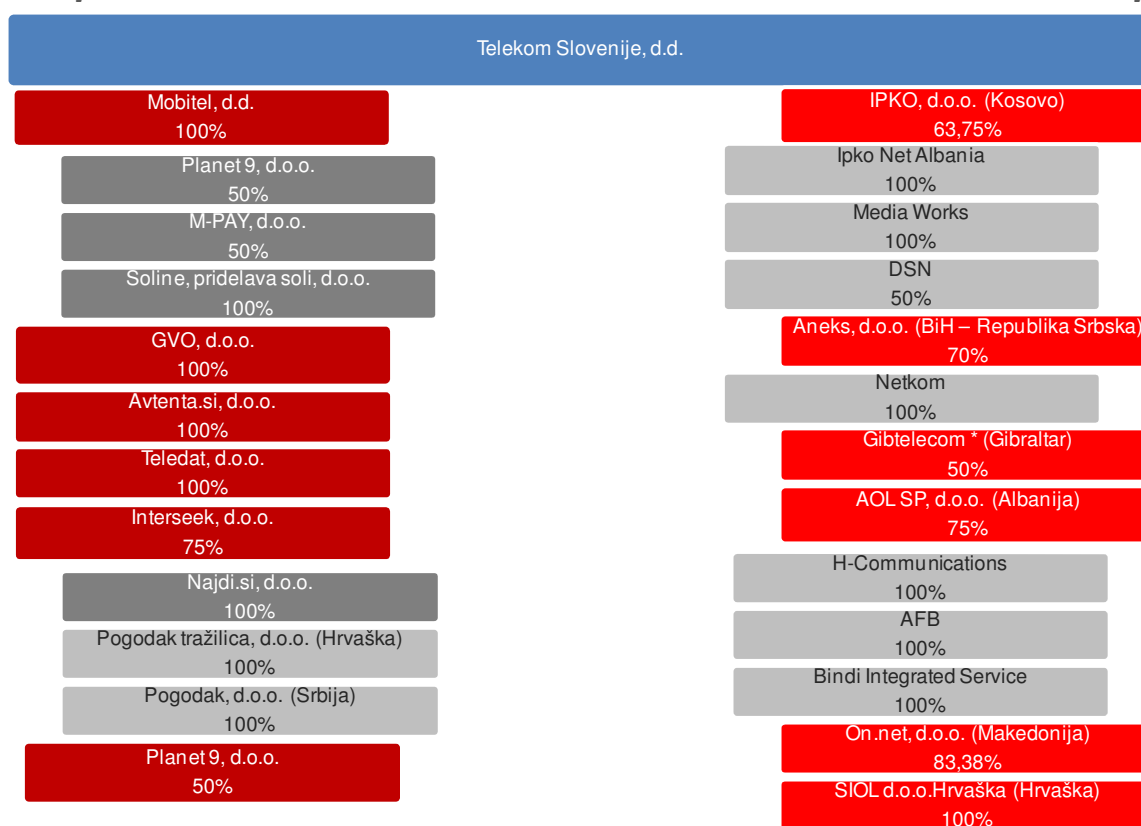 Telekom Slovenije, d.d.
Mobitel, d.d.
100%
Planet 9, d.o.o.
50%
M-PAY, d.o.o.
50%
Soline, pridelava soli, d.o.o.
100%
GVO, d.o.o.
100%
Avtenta.si, d.o.o.
100%
Teledat, d.o.o.
100%
Interseek, d.o.o.
75%
Najdi.si, d.o.o.
100%
Pogodak tražilica, d.o.o. (Hrvaška)
100%
Pogodak, d.o.o. (Srbija)
100%
Planet 9, d.o.o.
50%
IPKO, d.o.o. (Kosovo)
63,75%
Ipko Net Albania
100%
Media Works
100%
DSN
50%
Aneks, d.o.o. (BiH – Republika Srbska)
70%
Netkom
100%
Gibtelecom * (Gibraltar)
50%
AOL SP, d.o.o. (Albanija)
75%
H-Communications
100%
AFB
100%
Bindi Integrated Service
100%
On.net, d.o.o. (Makedonija)
83,38%
SIOL d.o.o.Hrvaška (Hrvaška)
100%